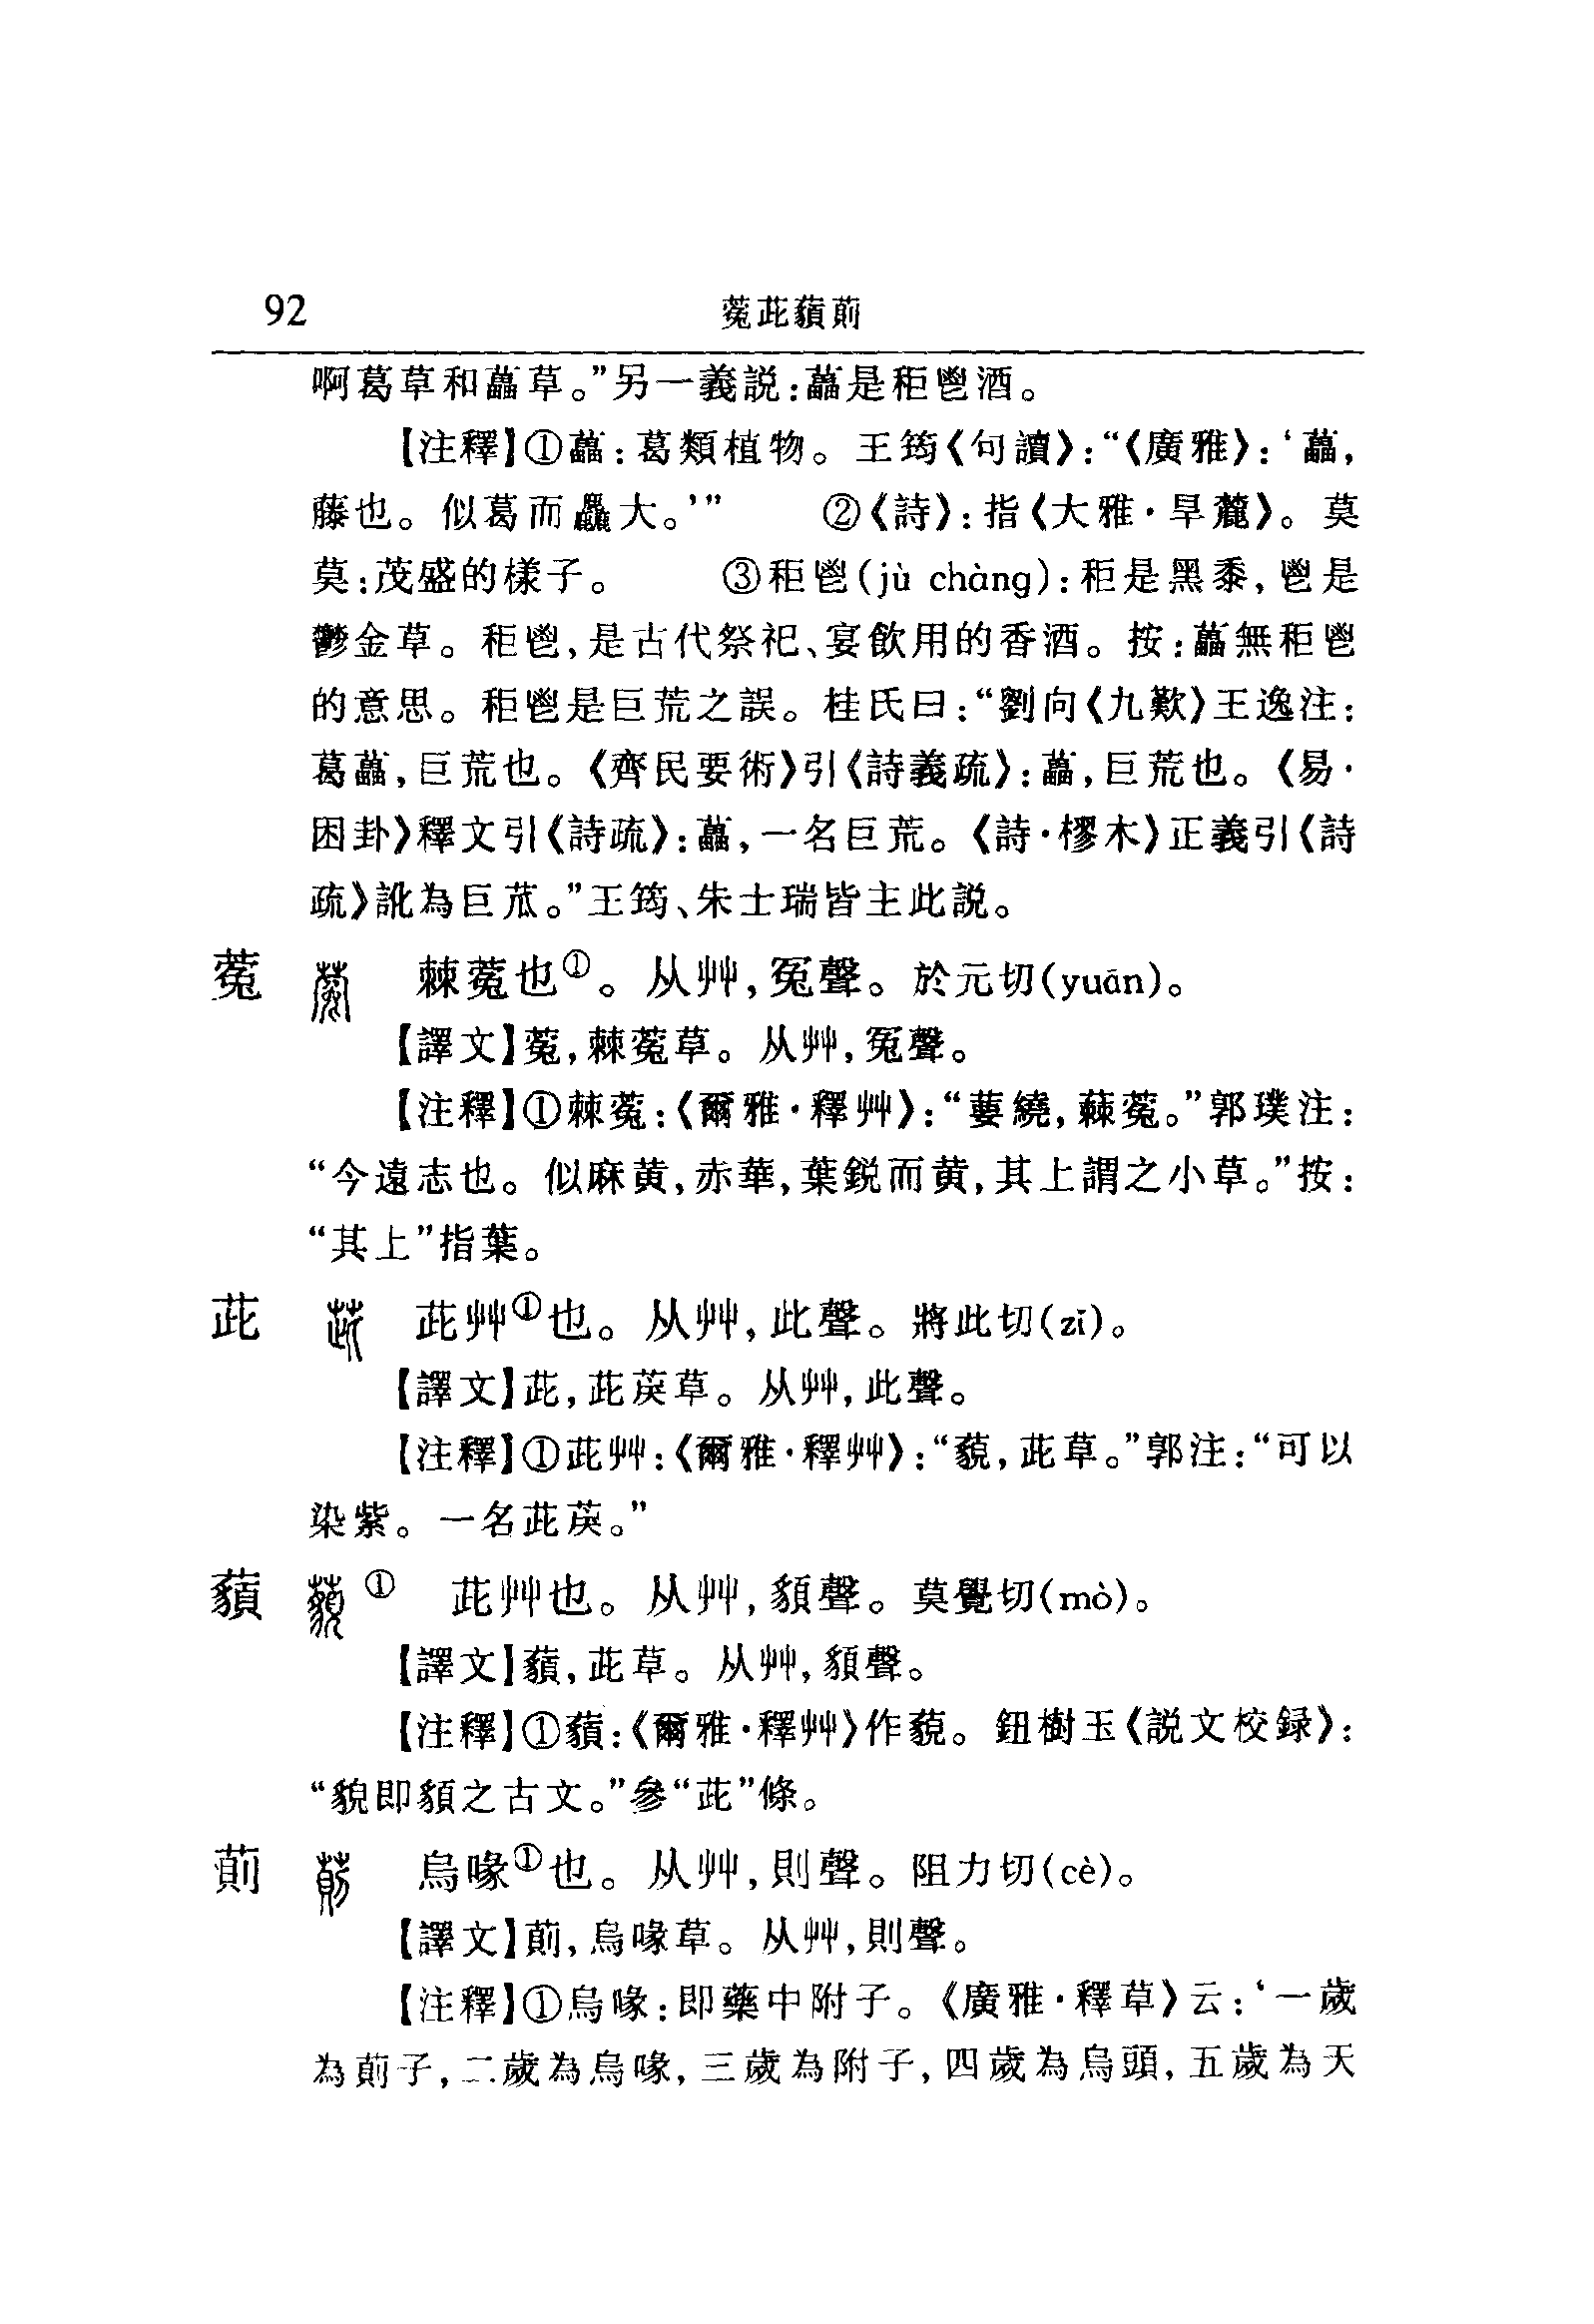 92
蒬茈藬萴
啊葛草和藟草。”另一義説:藟是秬鬯酒。
【注釋】①藟:葛類植物。王筠《句讀》:“《廣雅》:‘藟,
藤也。似葛而麤大。’” ②《詩》:指《大雅·旱麓》。莫
莫:茂盛的樣子。 ③秬鬯(jù chàng):秬是黑黍,鬯是
鬱金草。秬鬯,是古代祭祀、宴飲用的香酒。按:藟無秬鬯
的意思。秬鬯是巨荒之誤。桂氏曰:“劉向《九歎》王逸注:
葛藟,巨荒也。《齊民要術》引《詩義疏》:藟,巨荒也。《易·
困卦》釋文引《詩疏》:藟,一名巨荒。《詩·樛木》正義引《詩
疏》訛為巨苽。”王筠、朱士瑞皆主此説。
蒬 棘蒬也①。从艸,冤聲。於元切(yuān)。
【譯文】蒬,棘蒬草。从艸,冤聲。
【注釋】①棘蒬:《爾雅·釋艸》:“葽繞,蕀蒬。”郭璞注:
“今遠志也。似麻黄,赤華,葉鋭而黄,其上謂之小草。”按:
“其上”指葉。
茈 茈艸①也。从艸,此聲。將此切(zǐ)。
【譯文】茈,茈䓞草。从艸,此聲。
【注釋】①茈艸:《爾雅·釋艸》:“藐,茈草。”郭注:“可以
染紫。一名茈䓞。”
① 茈艸也。从艸,䫉聲。莫覺切(mò)。
【譯文】,茈草。从艸,䫉聲。
【注釋】①:《爾雅·釋艸》作藐。鈕樹玉《説文校録》:
“貌即䫉之古文。”參“茈”條。
萴 烏喙①也。从艸,則聲。阻力切(cè)。
【譯文】萴,烏喙草。从艸,則聲。
【注釋】①烏喙:即藥中附子。《廣雅·釋草》云:‘一歲
為萴子,二歲為烏喙,三歲為附子,四歲為烏頭,五歲為天